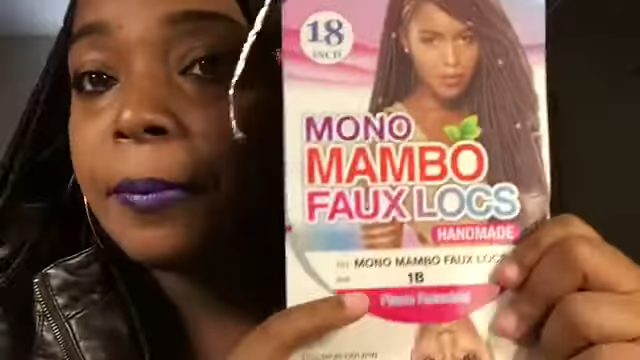 18
INCH
MONO
MAMBO
FAUX LOCS
HANDMADE
MONO MAMBO FAUX LOCS
1B